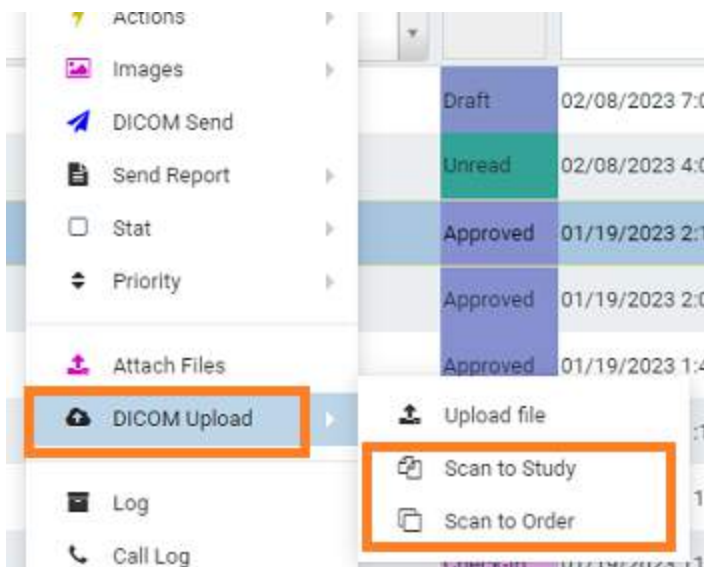 Actions
Images
DICOM Send
Send Report
Stat
Priority
Attach Files
DICOM Upload
Log
Call Log
Upload file
Scan to Study
Scan to Order
Draft 02/08/2023 7:0
Unread 02/08/2023 4:0
Approved 01/19/2023 2:1
Approved 01/19/2023 2:0
Approved 01/19/2023 1:4